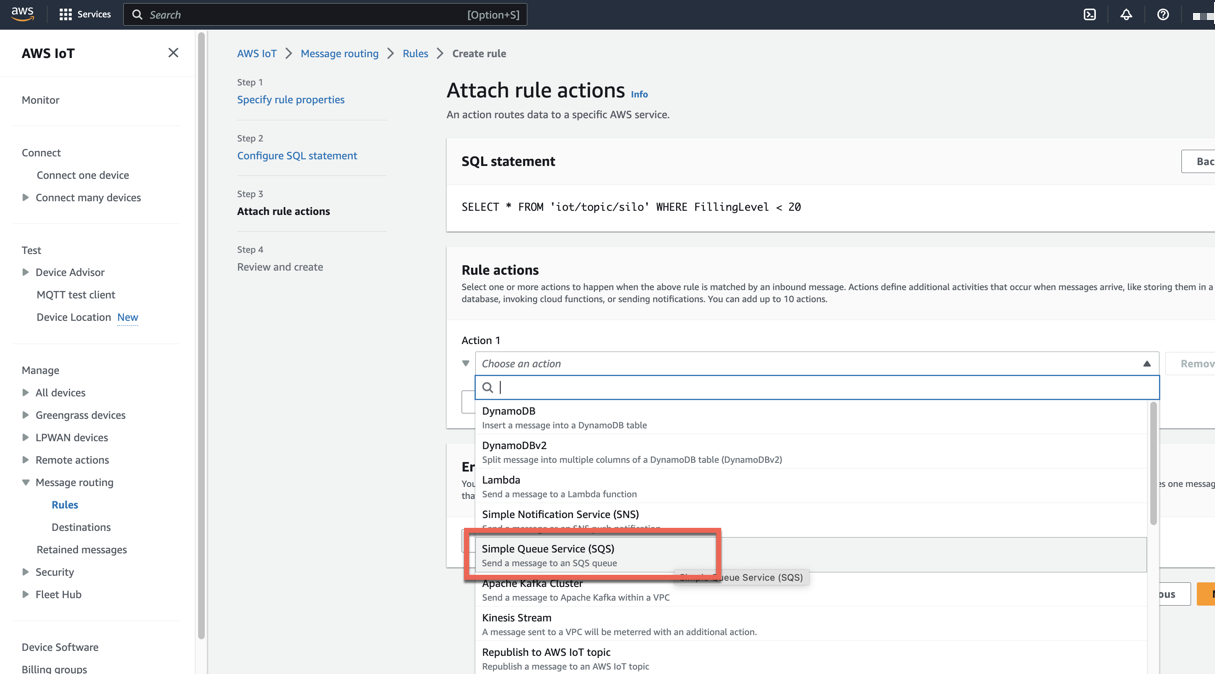 aws
Services
Search
[Option+S]
AWS IoT
Monitor
Connect
Connect one device
Connect many devices
Test
Device Advisor
MQTT test client
Device Location New
Manage
All devices
Greengrass devices
LPWAN devices
Remote actions
Message routing
Rules
Destinations
Retained messages
Security
Fleet Hub
Device Software
Billing groups
AWS IoT > Message routing > Rules > Create rule
Step 1
Specify rule properties
Step 2
Configure SQL statement
Step 3
Attach rule actions
Step 4
Review and create
Attach rule actions Info
An action routes data to a specific AWS service.
SQL statement
Bac
SELECT * FROM 'iot/topic/silo' WHERE FillingLevel < 20
Rule actions
Select one or more actions to happen when the above rule is matched by an inbound message. Actions define additional activities that occur when messages arrive, like storing them in a
database, invoking cloud functions, or sending notifications. You can add up to 10 actions.
Action 1
Choose an action
Remov
DynamoDB
Insert a message into a DynamoDB table
DynamoDBv2
Split message into multiple columns of a DynamoDB table (DynamoDBv2)
Lambda
Send a message to a Lambda function
Simple Notification Service (SNS)
Send a message as an SNS push notification
Simple Queue Service (SQS)
Send a message to an SQS queue
Simple Queue Service (SQS)
Apache Kafka Cluster
Send a message to Apache Kafka within a VPC
Kinesis Stream
A message sent to a VPC will be meterred with an additional action.
Republish to AWS IoT topic
Republish a message to an AWS IoT topic
Er
You
tha
es one messag
ous